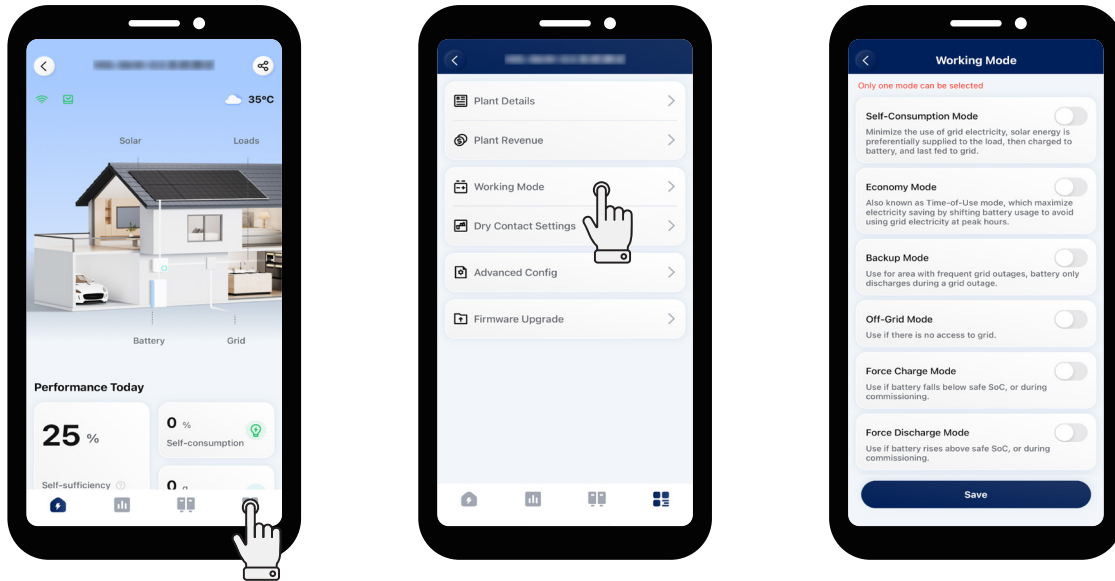 35°C
Solar
Loads
Battery
Grid
Performance Today
25 %
0 %
Self-consumption
Self-sufficiency
0
Plant Details
Plant Revenue
Working Mode
Dry Contact Settings
Advanced Config
Firmware Upgrade
Working Mode
Only one mode can be selected
Self-Consumption Mode
Minimize the use of grid electricity, solar energy is
preferentially supplied to the load, then charged to
battery, and last fed to grid.
Economy Mode
Also known as Time-of-Use mode, which maximize
electricity saving by shifting battery usage to avoid
using grid electricity at peak hours.
Backup Mode
Use for area with frequent grid outages, battery only
discharges during a grid outage.
Off-Grid Mode
Use if there is no access to grid.
Force Charge Mode
Use if battery falls below safe SoC, or during
commissioning.
Force Discharge Mode
Use if battery rises above safe SoC, or during
commissioning.
Save